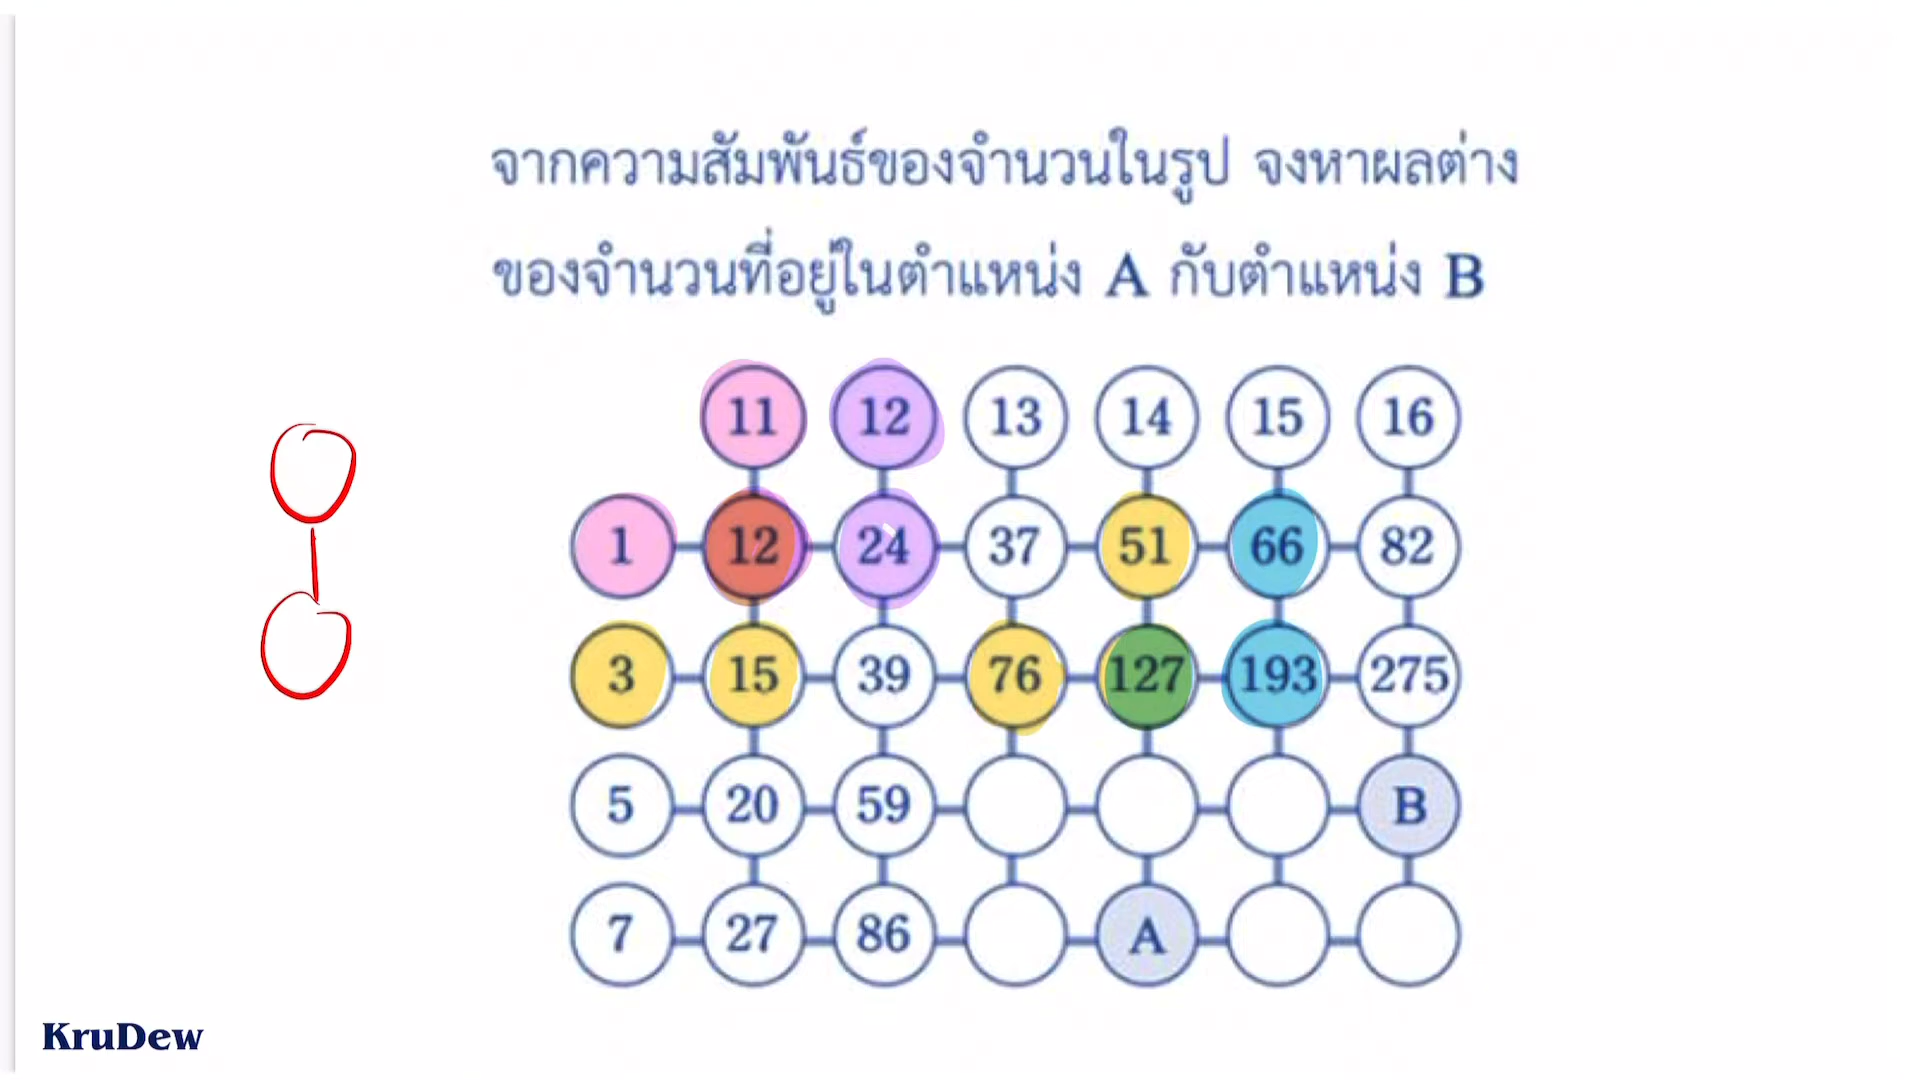 จากความสัมพันธ์ของจำนวนในรูป จงหาผลต่าง
ของจำนวนที่อยู่ในตำแหน่ง A กับตำแหน่ง B
11 12 13 14 15 16
1 12 24 37 51 66 82
3 15 39 76 127 193 275
5 20 59 B
7 27 86 A
KruDew